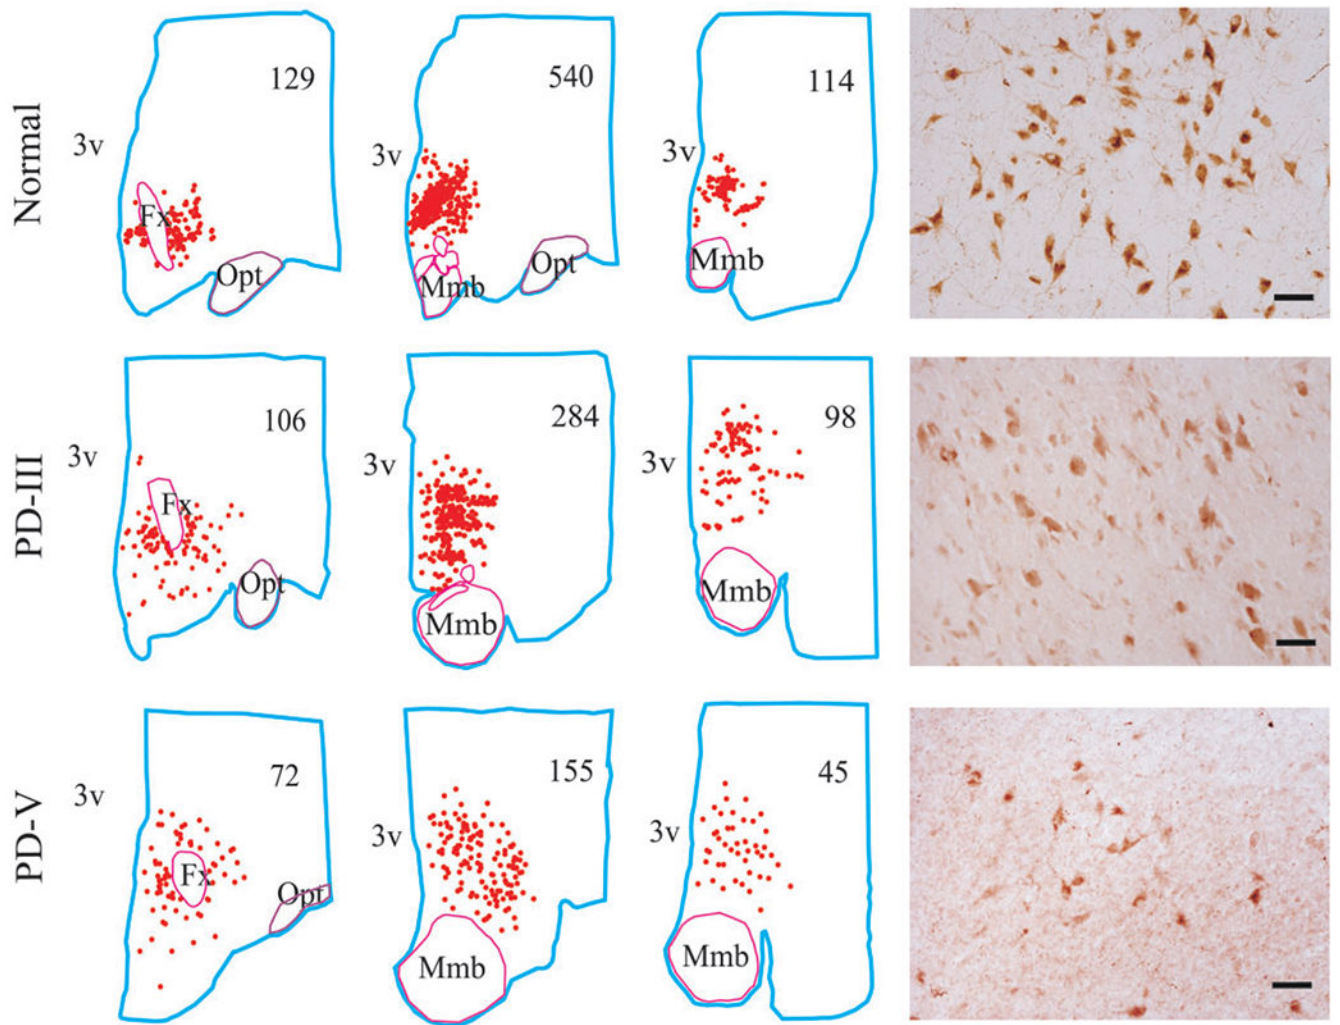 Normal
129
3v
Fx
Opt
540
3v
Mmb
Opt
114
3v
Mmb
PD-III
106
3v
Fx
Opt
284
3v
Mmb
98
3v
Mmb
PD-V
72
3v
Fx
Opt
155
3v
Mmb
45
3v
Mmb